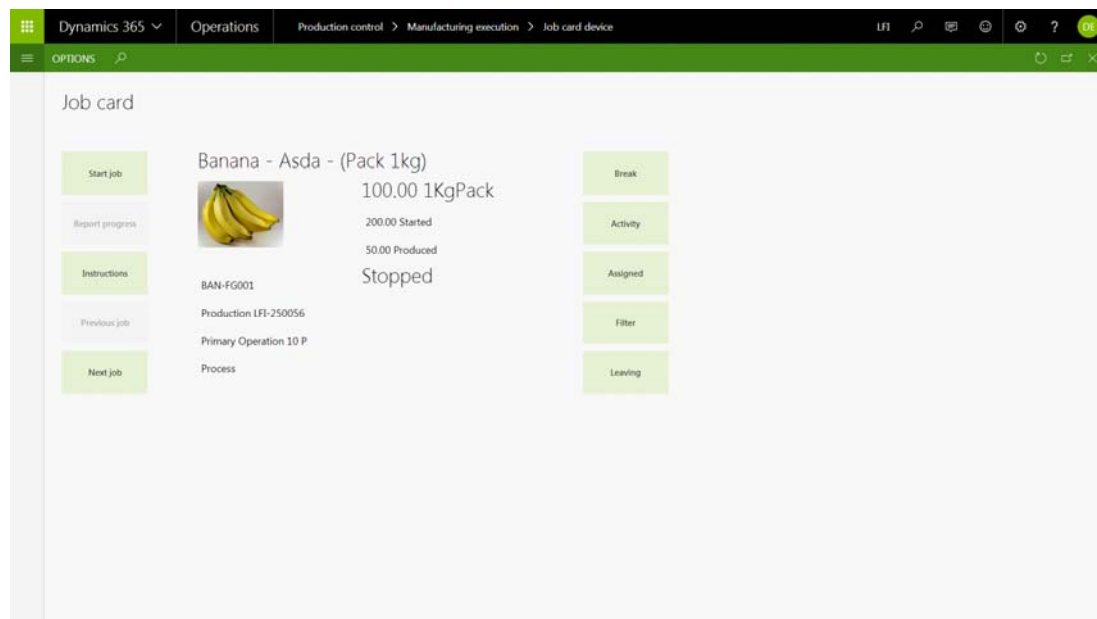 Dynamics 365 Operations Production control > Manufacturing execution > Job card device LFI ? DE
OPTIONS
Job card
Start job
Report progress
Instructions
Previous job
Next job
Banana - Asda - (Pack 1kg)
100.00 1KgPack
200.00 Started
50.00 Produced
Stopped
BAN-FG001
Production LFI-250056
Primary Operation 10 P
Process
Break
Activity
Assigned
Filter
Leaving